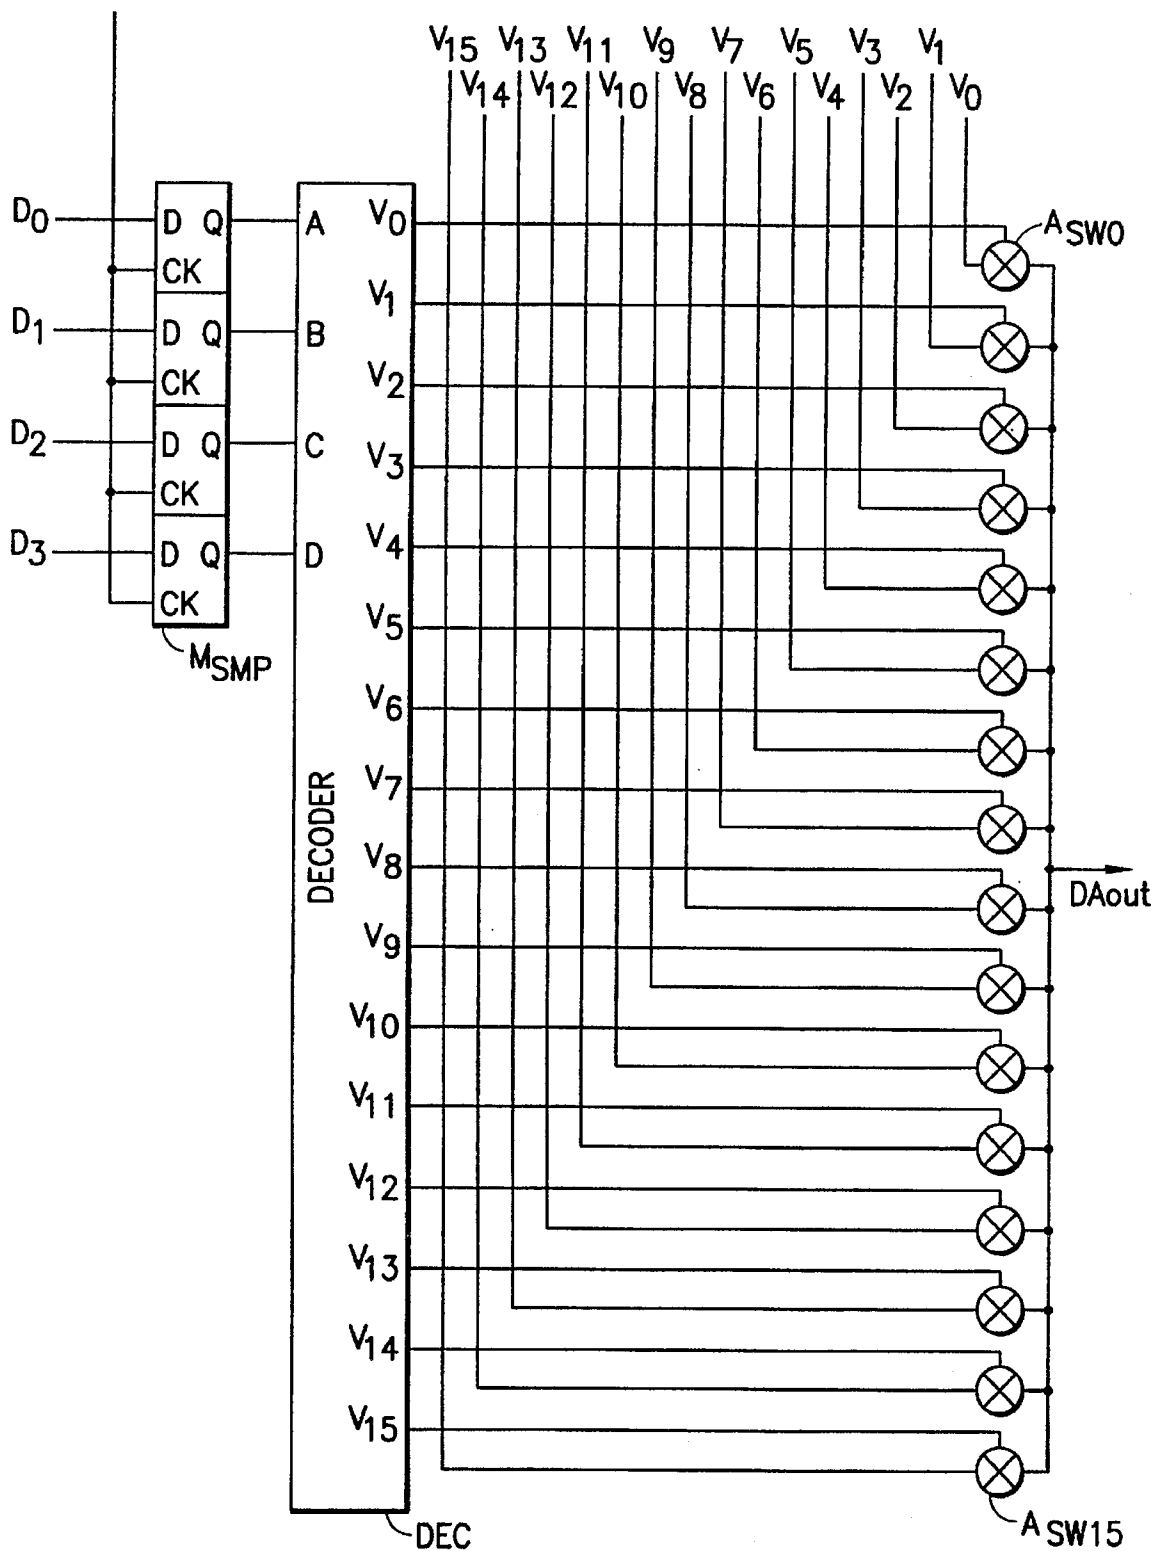 V15 V13 V11 V9 V7 V5 V3 V1
V14 V12 V10 V8 V6 V4 V2 V0
D0 D Q A V0 ASW0
CK
V1
D1 D Q B
CK
V2
D2 D Q C
V3
CK
D3 D Q D V4
CK
V5
MSMP
V6
V7
DECODER
V8
DAout
V9
V10
V11
V12
V13
V14
V15
DEC
ASW15